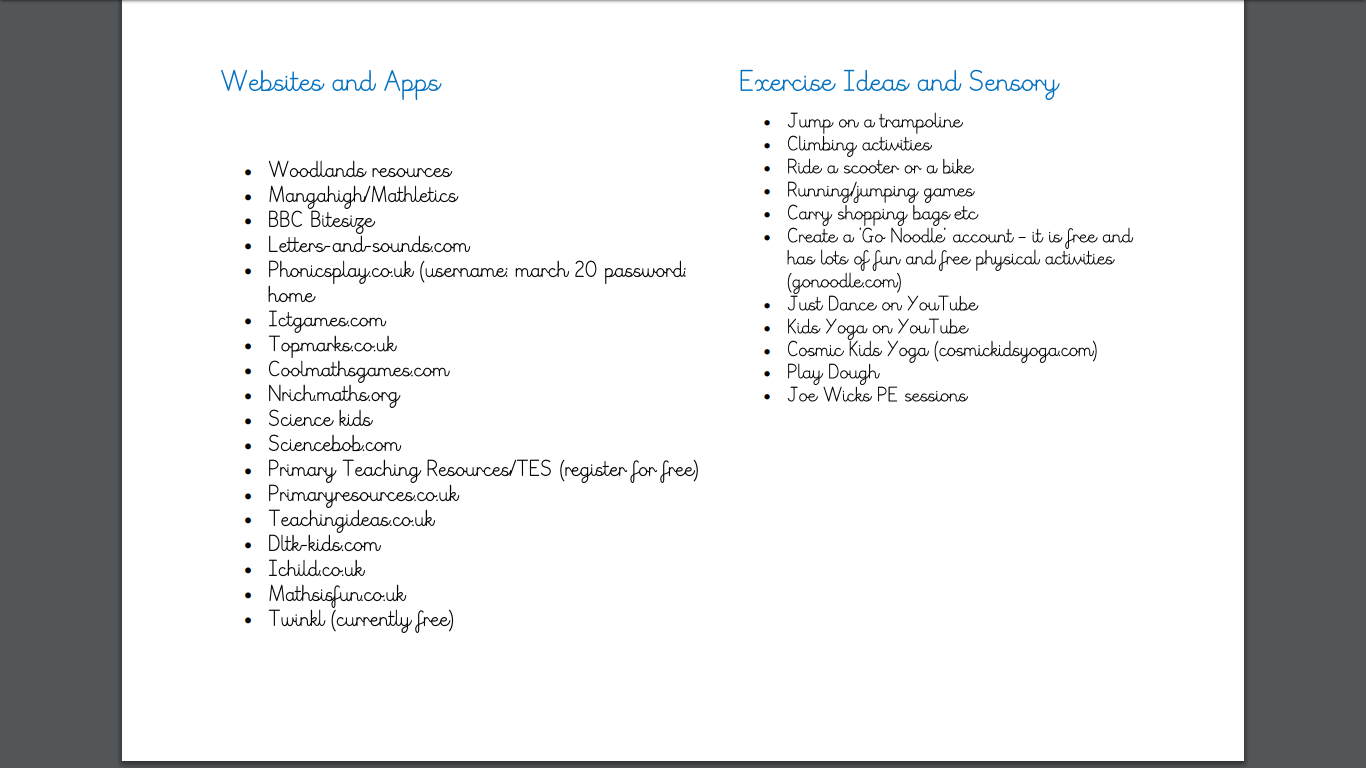 Websites and Apps
Woodlands resources
Mangahigh/Mathletics
BBC Bitesize
Letters-and-sounds.com
Phonicsplay.co.uk (username: march 20 password:
home
Ictgames.com
Topmarks.co.uk
Coolmathsgames.com
Nrich.maths.org
Science kids
Sciencebob.com
Primary Teaching Resources/TES (register for free)
Primaryresources.co.uk
Teachingideas.co.uk
Dltk-kids.com
Ichild.co.uk
Mathsisfun.co.uk
Twinkl (currently free)
Exercise Ideas and Sensory
Jump on a trampoline
Climbing activities
Ride a scooter or a bike
Running/jumping games
Carry shopping bags etc
Create a ‘Go Noodle’ account – it is free and
has lots of fun and free physical activities
(gonoodle.com)
Just Dance on YouTube
Kids Yoga on YouTube
Cosmic Kids Yoga (cosmickidsyoga.com)
Play Dough
Joe Wicks PE sessions